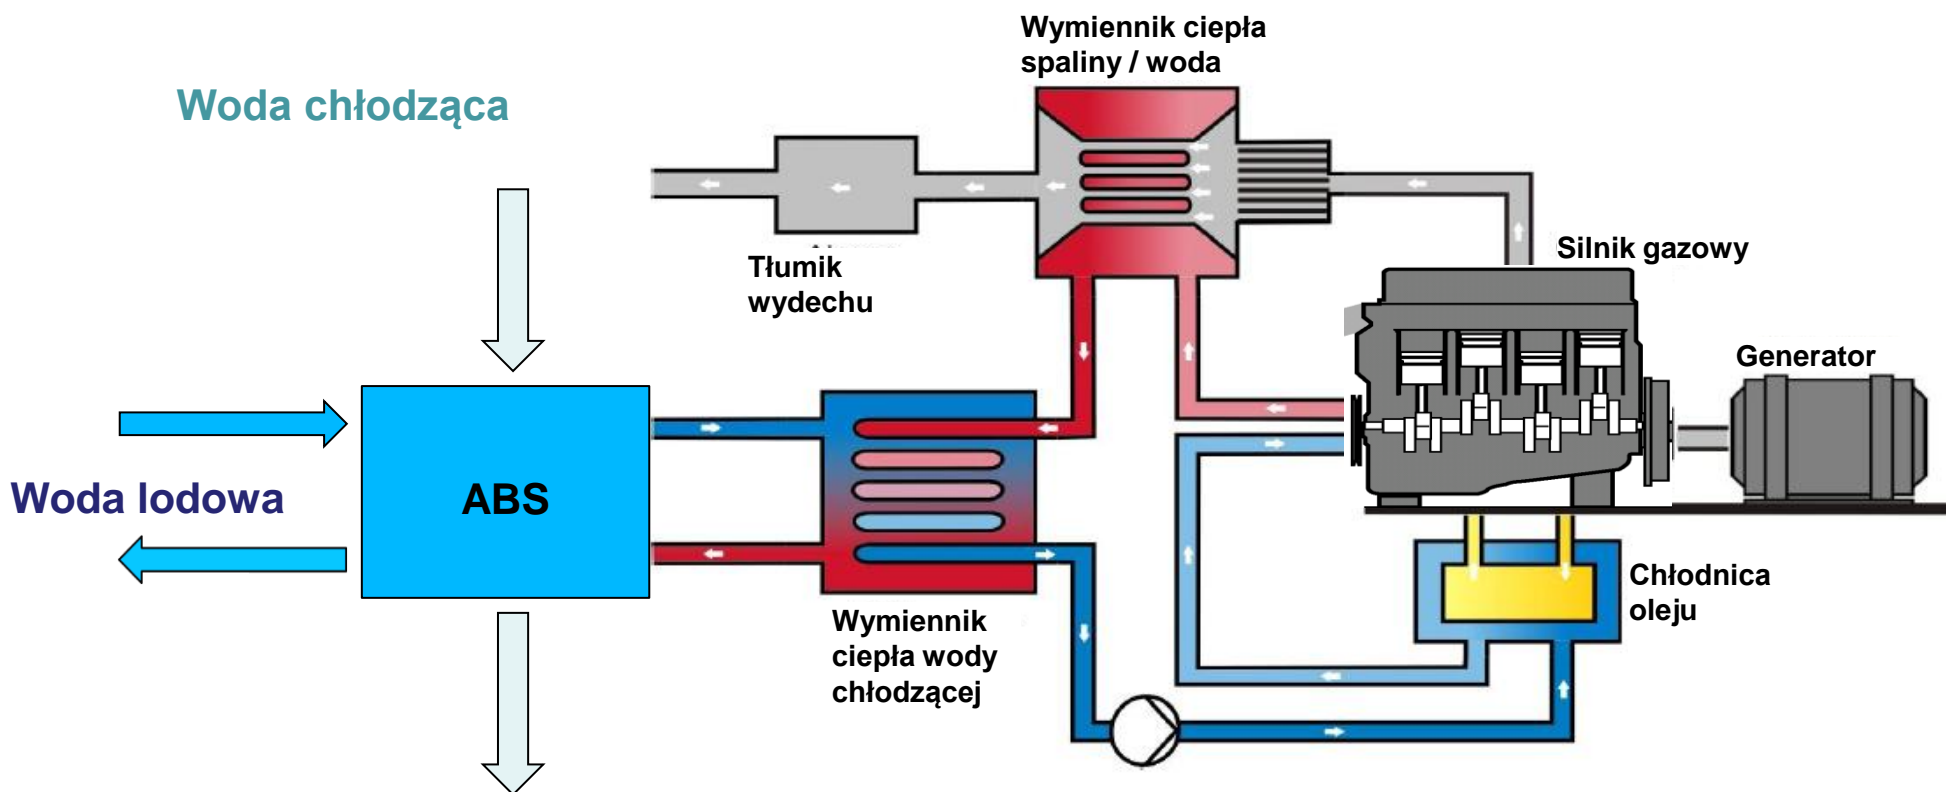 Wymiennik ciepła
spaliny / woda
Woda chłodząca
Tłumik
wydechu
Silnik gazowy
Generator
Woda lodowa
ABS
Chłodnica
oleju
Wymiennik
ciepła wody
chłodzącej